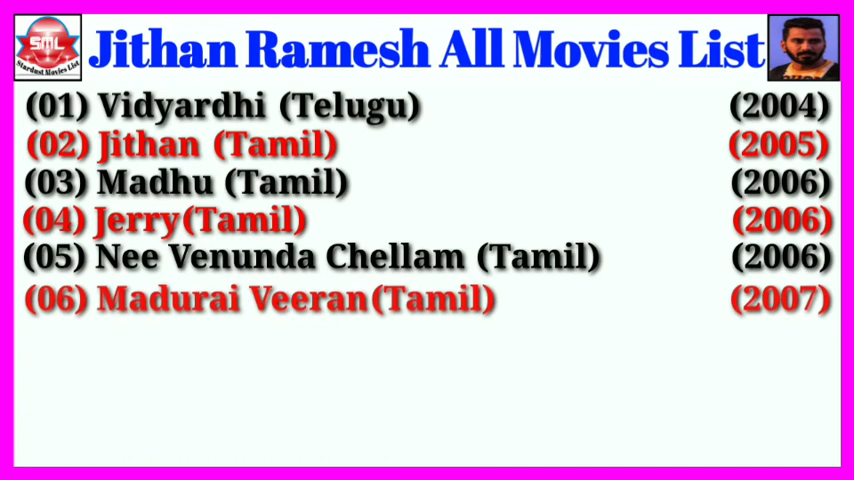 SML
Stardust Movies List
Jithan Ramesh All Movies List
(01) Vidyardhi (Telugu) (2004)
(02) Jithan (Tamil) (2005)
(03) Madhu (Tamil) (2006)
(04) Jerry(Tamil) (2006)
(05) Nee Venunda Chellam (Tamil) (2006)
(06) Madurai Veeran(Tamil) (2007)